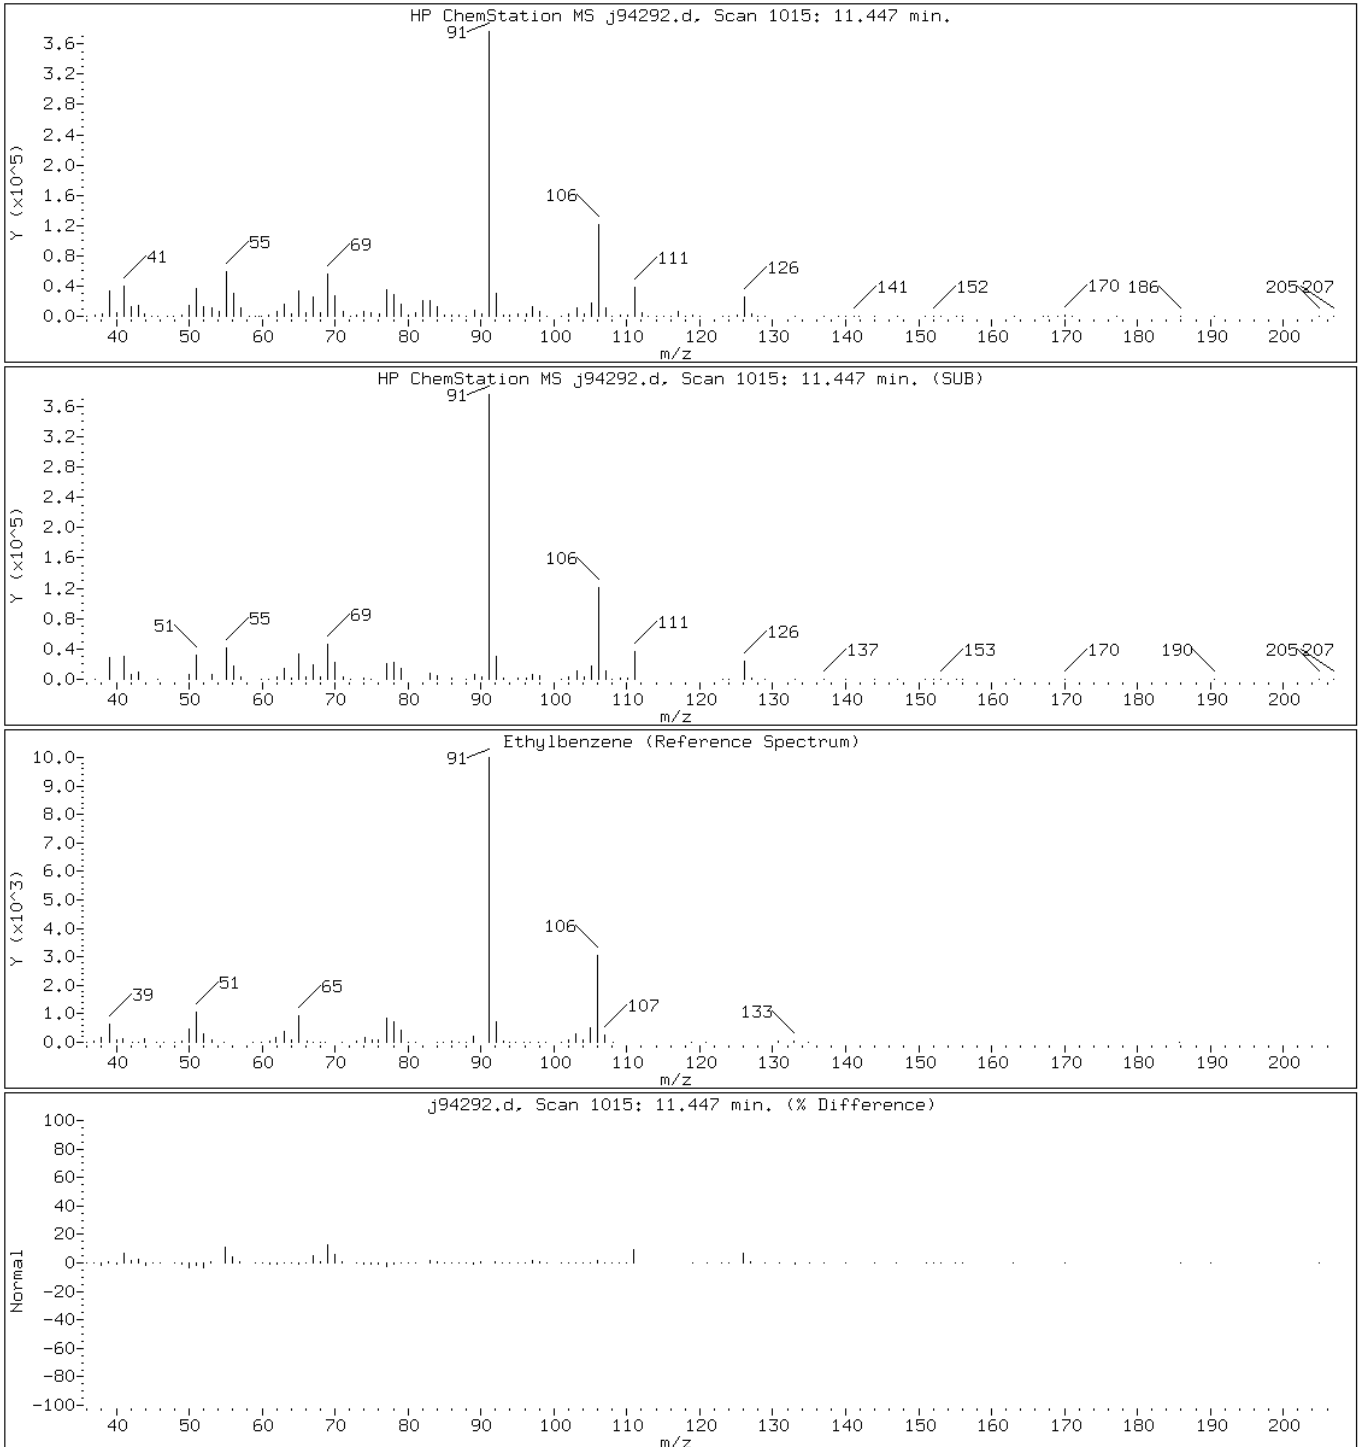 HP ChemStation MS j94292.d, Scan 1015: 11.447 min.
91
3.6-
3.2-
2.8-
2.4-
2.0-
1.6-
1.2-
0.8-
0.4-
0.0-
Y (x10^5)
106
41 55 69 111 126 141 152 170 186 205 207
40 50 60 70 80 90 100 110 120 130 140 150 160 170 180 190 200
m/z
HP ChemStation MS j94292.d, Scan 1015: 11.447 min. (SUB)
91
3.6-
3.2-
2.8-
2.4-
2.0-
1.6-
1.2-
0.8-
0.4-
0.0-
Y (x10^5)
106
51 55 69 111 126 137 153 170 190 205 207
40 50 60 70 80 90 100 110 120 130 140 150 160 170 180 190 200
m/z
Ethylbenzene (Reference Spectrum)
91
10.0-
9.0-
8.0-
7.0-
6.0-
5.0-
4.0-
3.0-
2.0-
1.0-
0.0-
Y (x10^3)
106
39 51 65 107 133
40 50 60 70 80 90 100 110 120 130 140 150 160 170 180 190 200
m/z
j94292.d, Scan 1015: 11.447 min. (% Difference)
100-
80-
60-
40-
20-
0-
-20-
-40-
-60-
-80-
-100-
Normal
40 50 60 70 80 90 100 110 120 130 140 150 160 170 180 190 200
m/z